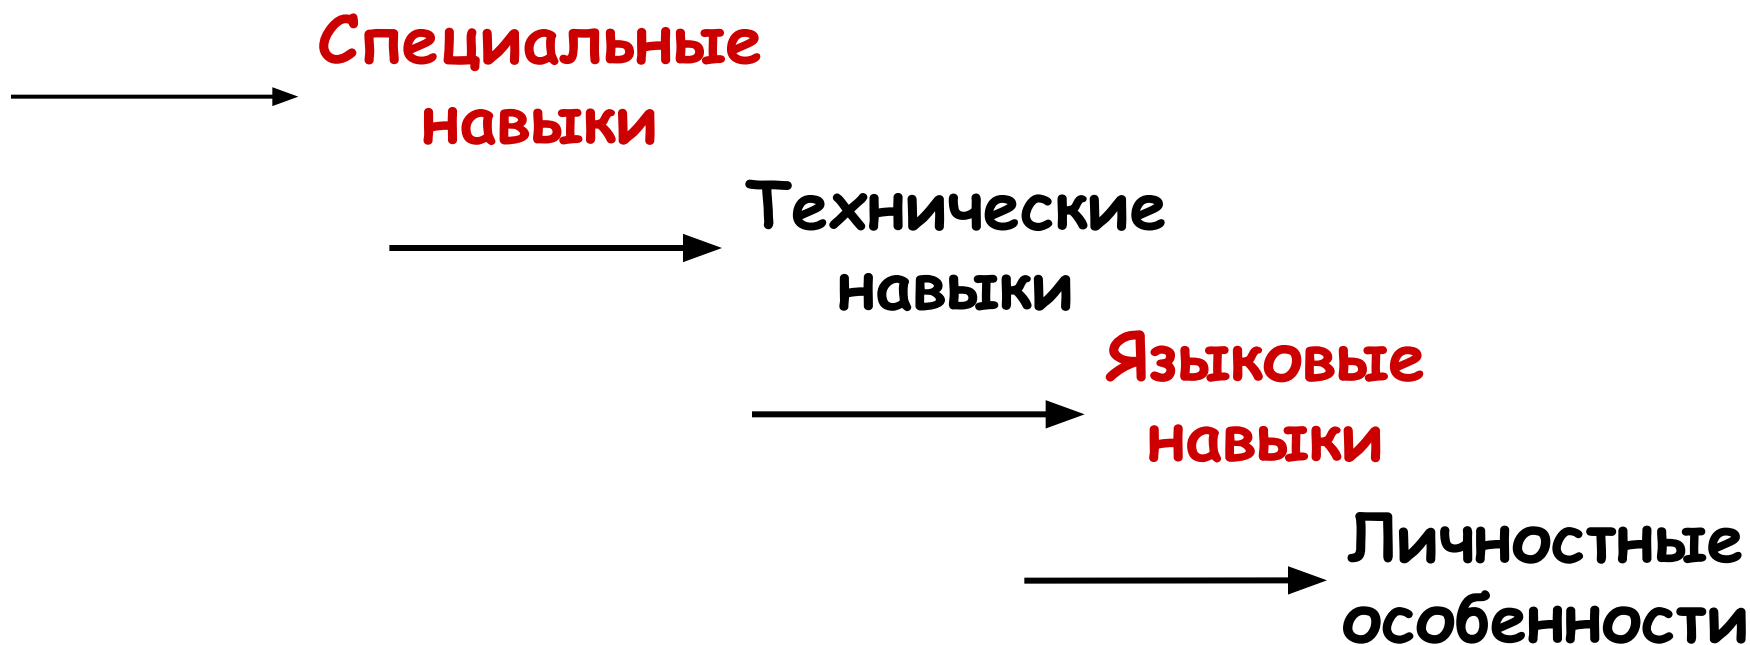 Специальные
навыки
Технические
навыки
Языковые
навыки
Личностные
особенности